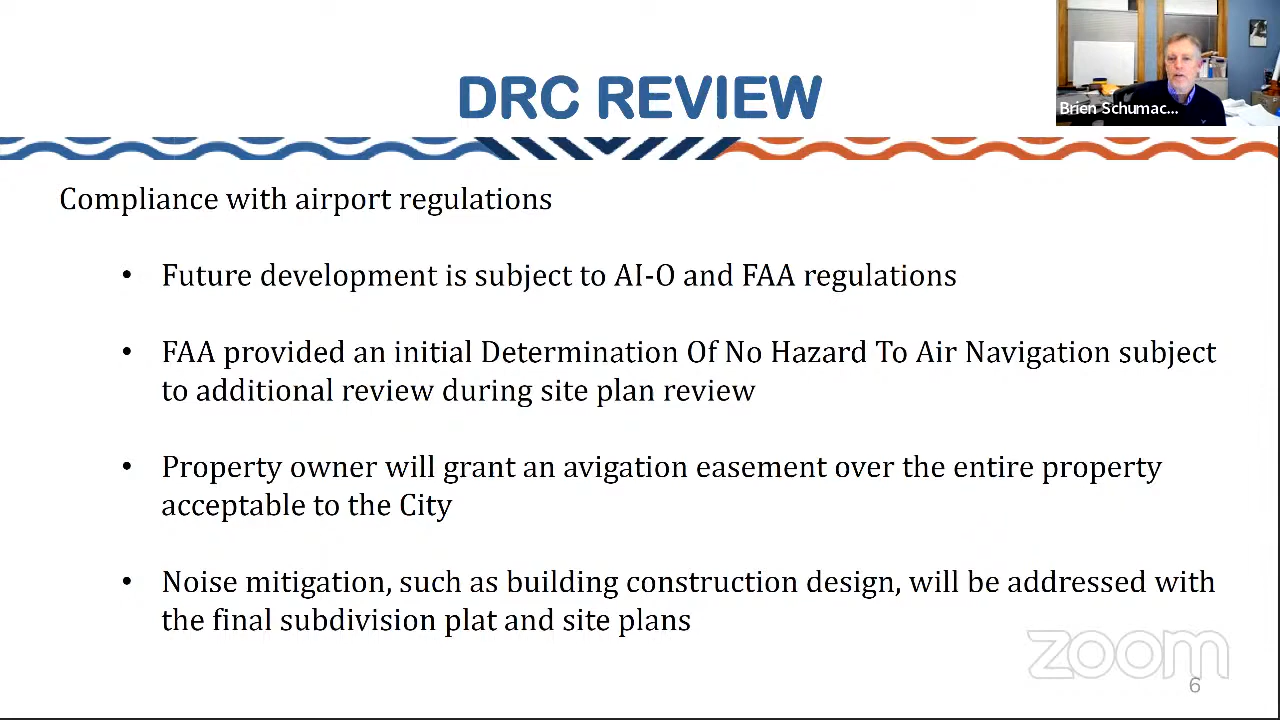 DRC REVIEW
Brien Schumac...
Compliance with airport regulations
• Future development is subject to AI-O and FAA regulations
• FAA provided an initial Determination Of No Hazard To Air Navigation subject
to additional review during site plan review
• Property owner will grant an avigation easement over the entire property
acceptable to the City
• Noise mitigation, such as building construction design, will be addressed with
the final subdivision plat and site plans
zoom
6